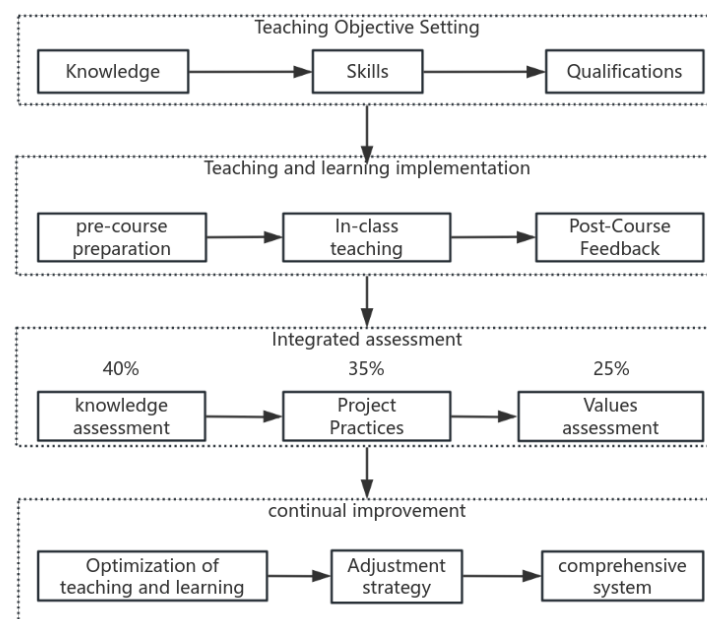 Teaching Objective Setting
Knowledge
Skills
Qualifications
Teaching and learning implementation
pre-course
preparation
In-class
teaching
Post-Course
Feedback
Integrated assessment
40%
35%
25%
knowledge
assessment
Project
Practices
Values
assessment
continual improvement
Optimization of
teaching and learning
Adjustment
strategy
comprehensive
system